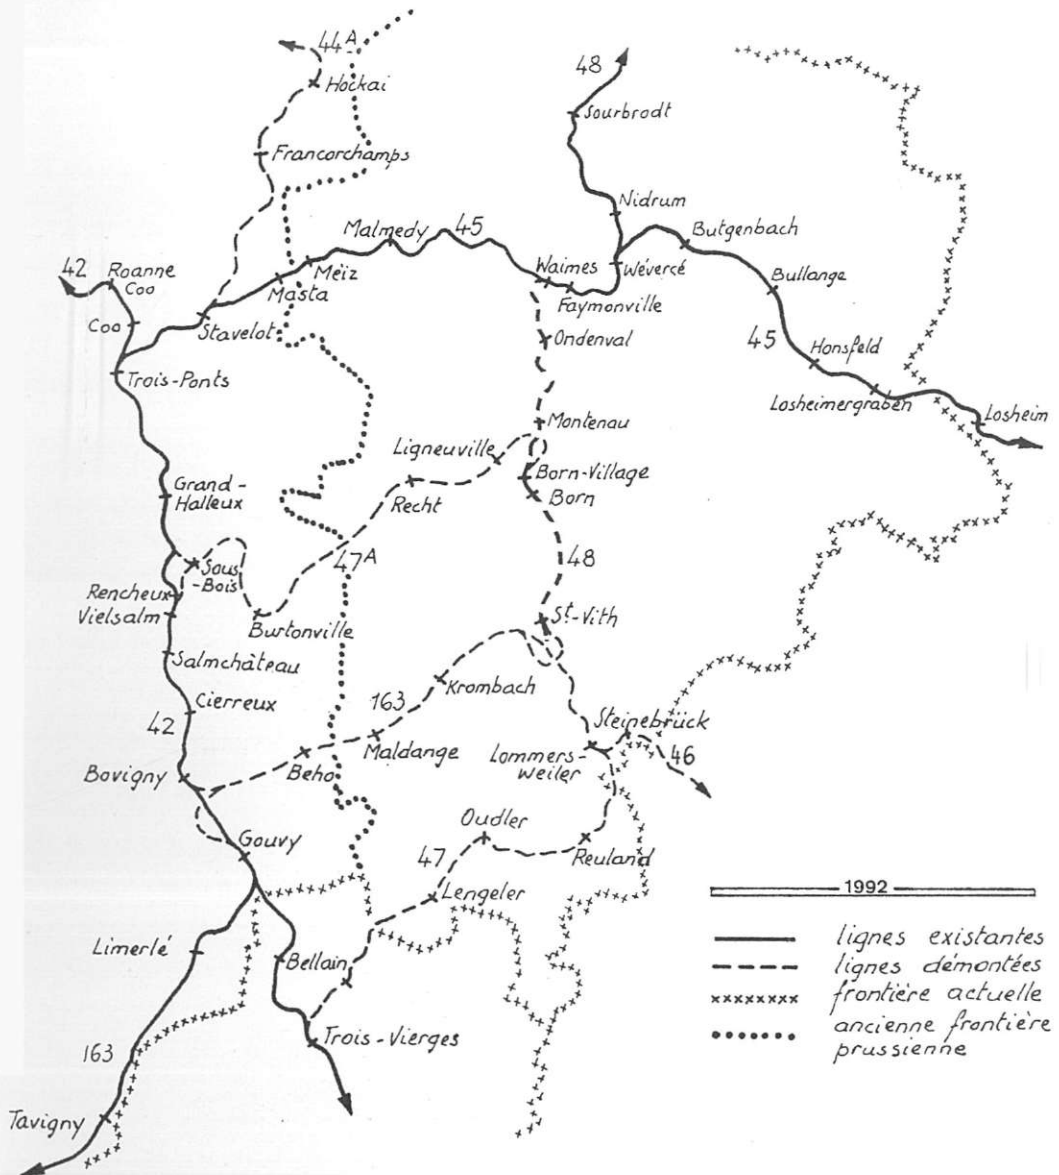 44A
Hockai
48
Sourbrodt
Francorchamps
Nidrum
Malmedy
45
Butgenbach
42
Roanne
Coo
Méiz
Masta
Waimes
Wévercé
Faymonville
Bullange
Coo
Stavelot
Ondenval
45
Honsfeld
Trois-Ponts
Losheimergraben
Losheim
Montenau
Ligneuville
Grand-
Halleux
Recht
Born-Village
Born
47A
48
Sous
-Bois
Rencheux
Vielsalm
Burtonville
St-Vith
Salmchâteau
Krombach
Cierreux
163
42
Steinebrück
Maldange
Lommers-
weiler
46
Bovigny
Beho
Oudler
Gouvy
47
Reuland
Lengeler
Limerlé
Bellain
Trois-Vierges
163
Tavigny
1992
lignes existantes
lignes démontées
frontière actuelle
ancienne frontière
prussienne